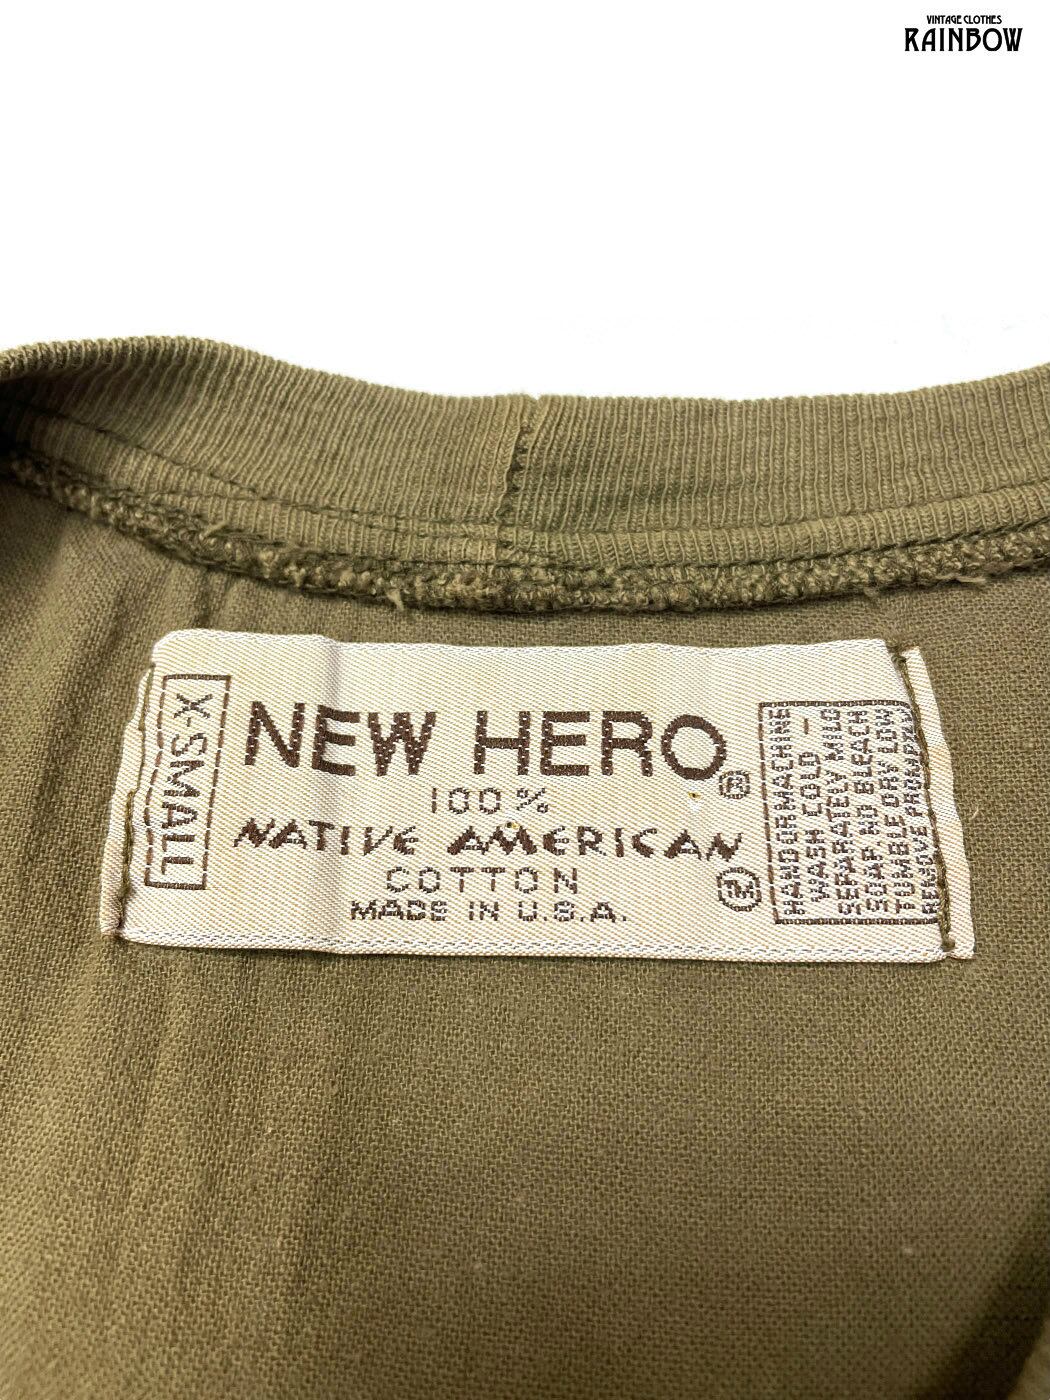 VINTAGE CLOTHES
RAINBOW
X-SMALL
NEW HERO®
100%
NATIVE AMERICAN
COTTON
MADE IN U.S.A.
HAND OR MACHINE
WASH COLD -
SEPARATELY MILD
SOAP. NO BLEACH
TUMBLE DRY LOW
REMOVE